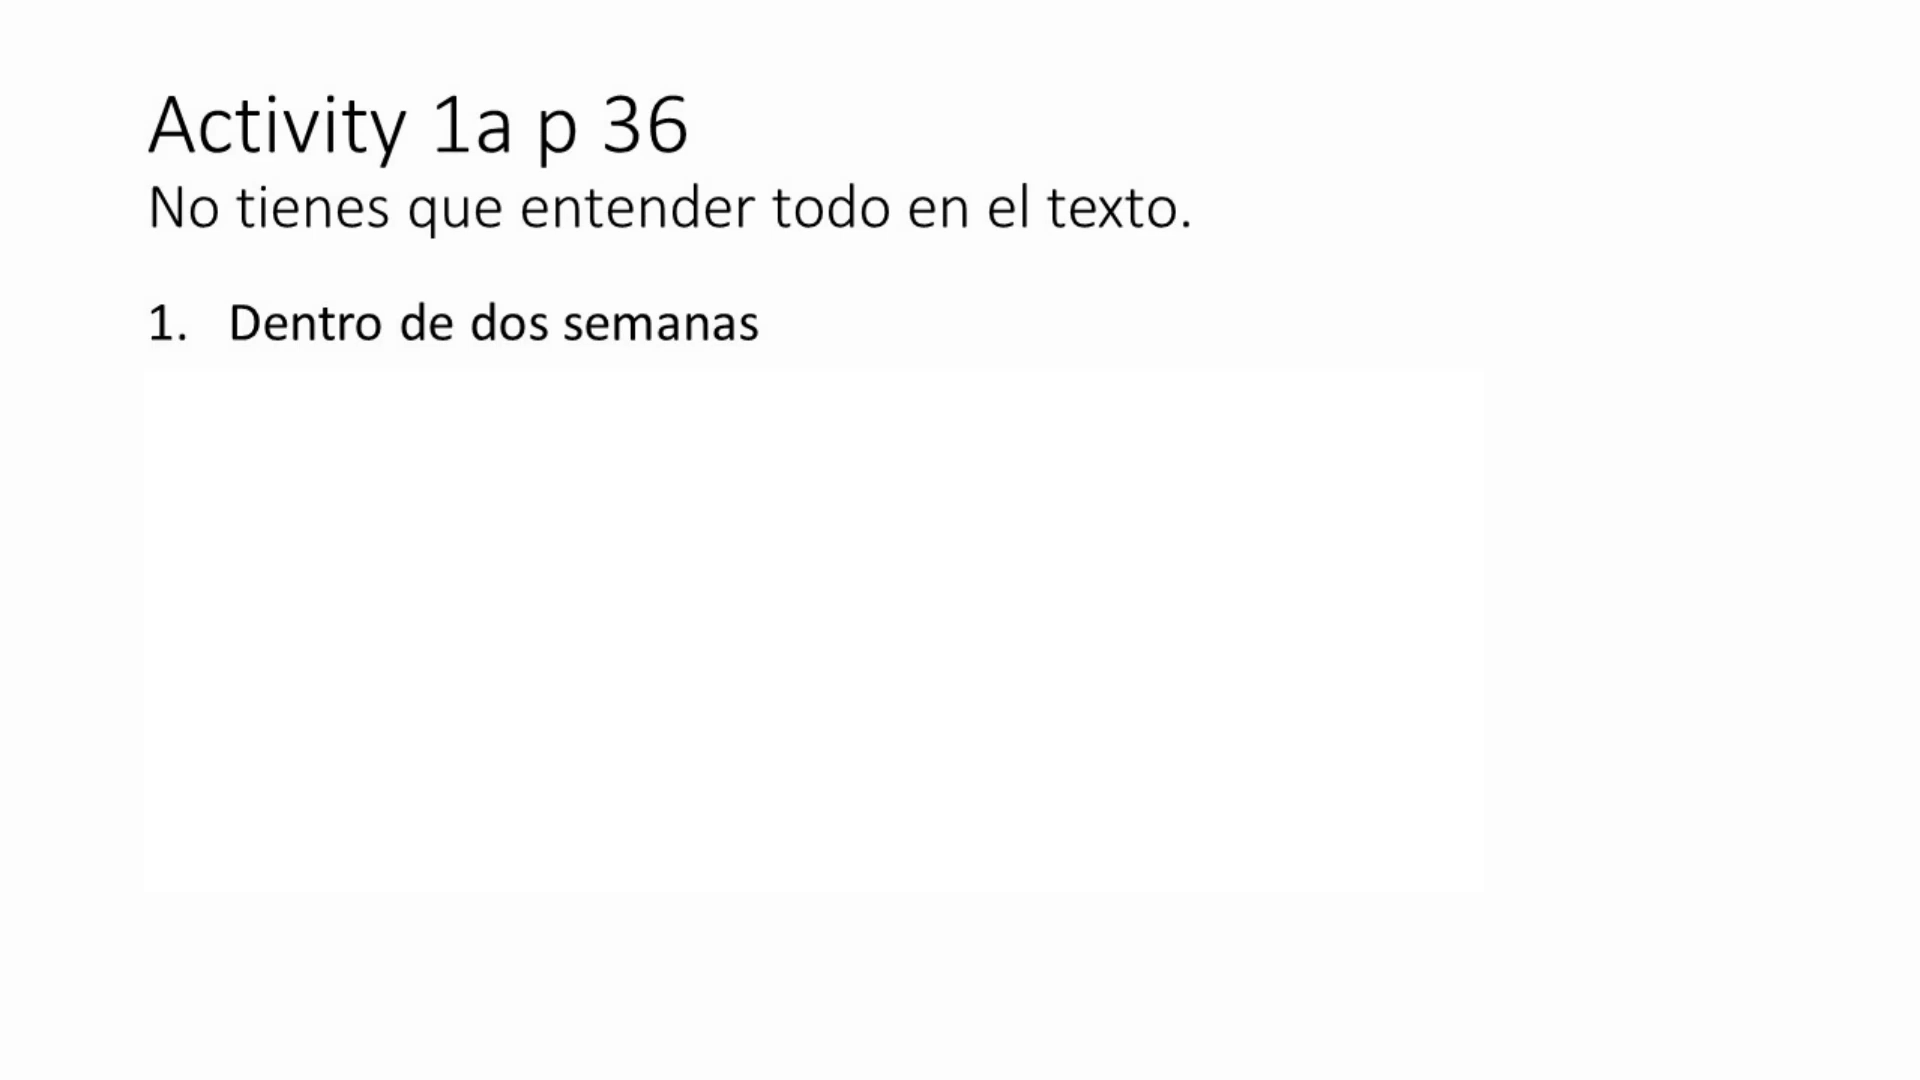 Activity 1a p 36
No tienes que entender todo en el texto.
1. Dentro de dos semanas